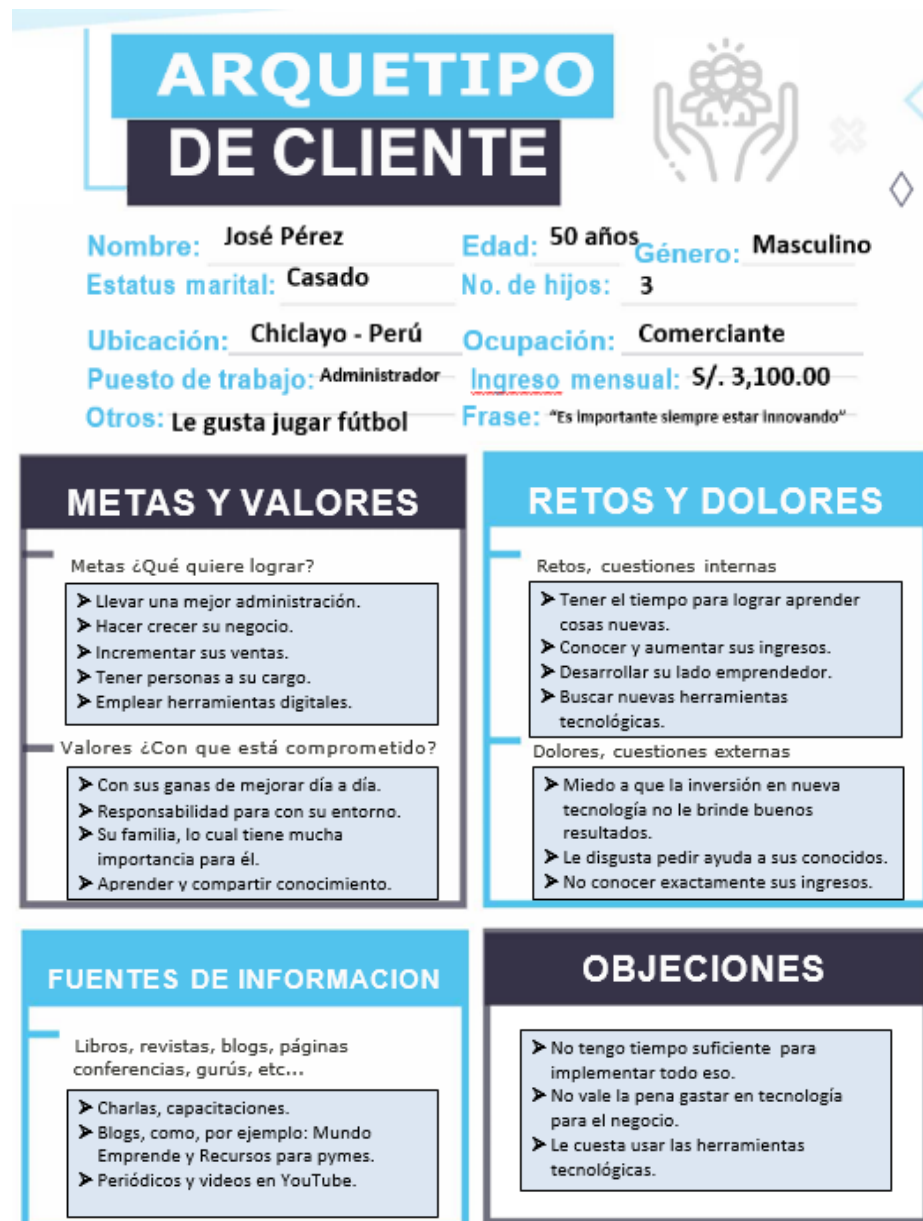 ARQUETIPO
DE CLIENTE
Nombre: José Pérez Edad: 50 años Género: Masculino
Estatus marital: Casado No. de hijos: 3
Ubicación: Chiclayo - Perú Ocupación: Comerciante
Puesto de trabajo: Administrador Ingreso mensual: S/. 3,100.00
Otros: Le gusta jugar fútbol Frase: "Es importante siempre estar innovando"
METAS Y VALORES
Metas ¿Qué quiere lograr?
➤ Llevar una mejor administración.
➤ Hacer crecer su negocio.
➤ Incrementar sus ventas.
➤ Tener personas a su cargo.
➤ Emplear herramientas digitales.
Valores ¿Con que está comprometido?
➤ Con sus ganas de mejorar día a día.
➤ Responsabilidad para con su entorno.
➤ Su familia, lo cual tiene mucha
importancia para él.
➤ Aprender y compartir conocimiento.
RETOS Y DOLORES
Retos, cuestiones internas
➤ Tener el tiempo para lograr aprender
cosas nuevas.
➤ Conocer y aumentar sus ingresos.
➤ Desarrollar su lado emprendedor.
➤ Buscar nuevas herramientas
tecnológicas.
Dolores, cuestiones externas
➤ Miedo a que la inversión en nueva
tecnología no le brinde buenos
resultados.
➤ Le disgusta pedir ayuda a sus conocidos.
➤ No conocer exactamente sus ingresos.
FUENTES DE INFORMACION
Libros, revistas, blogs, páginas
conferencias, gurús, etc...
➤ Charlas, capacitaciones.
➤ Blogs, como, por ejemplo: Mundo
Emprende y Recursos para pymes.
➤ Periódicos y videos en YouTube.
OBJECIONES
➤ No tengo tiempo suficiente para
implementar todo eso.
➤ No vale la pena gastar en tecnología
para el negocio.
➤ Le cuesta usar las herramientas
tecnológicas.